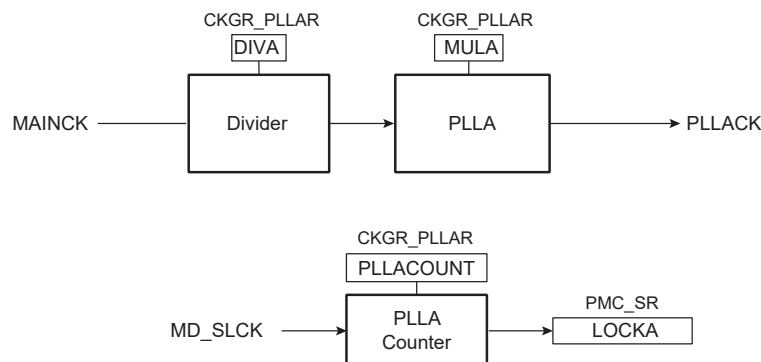 CKGR_PLLAR
CKGR_PLLAR
DIVA
MULA
MAINCK
Divider
PLLA
PLLACK
CKGR_PLLAR
PLLACOUNT
PMC_SR
MD_SLCK
PLLA
Counter
LOCKA